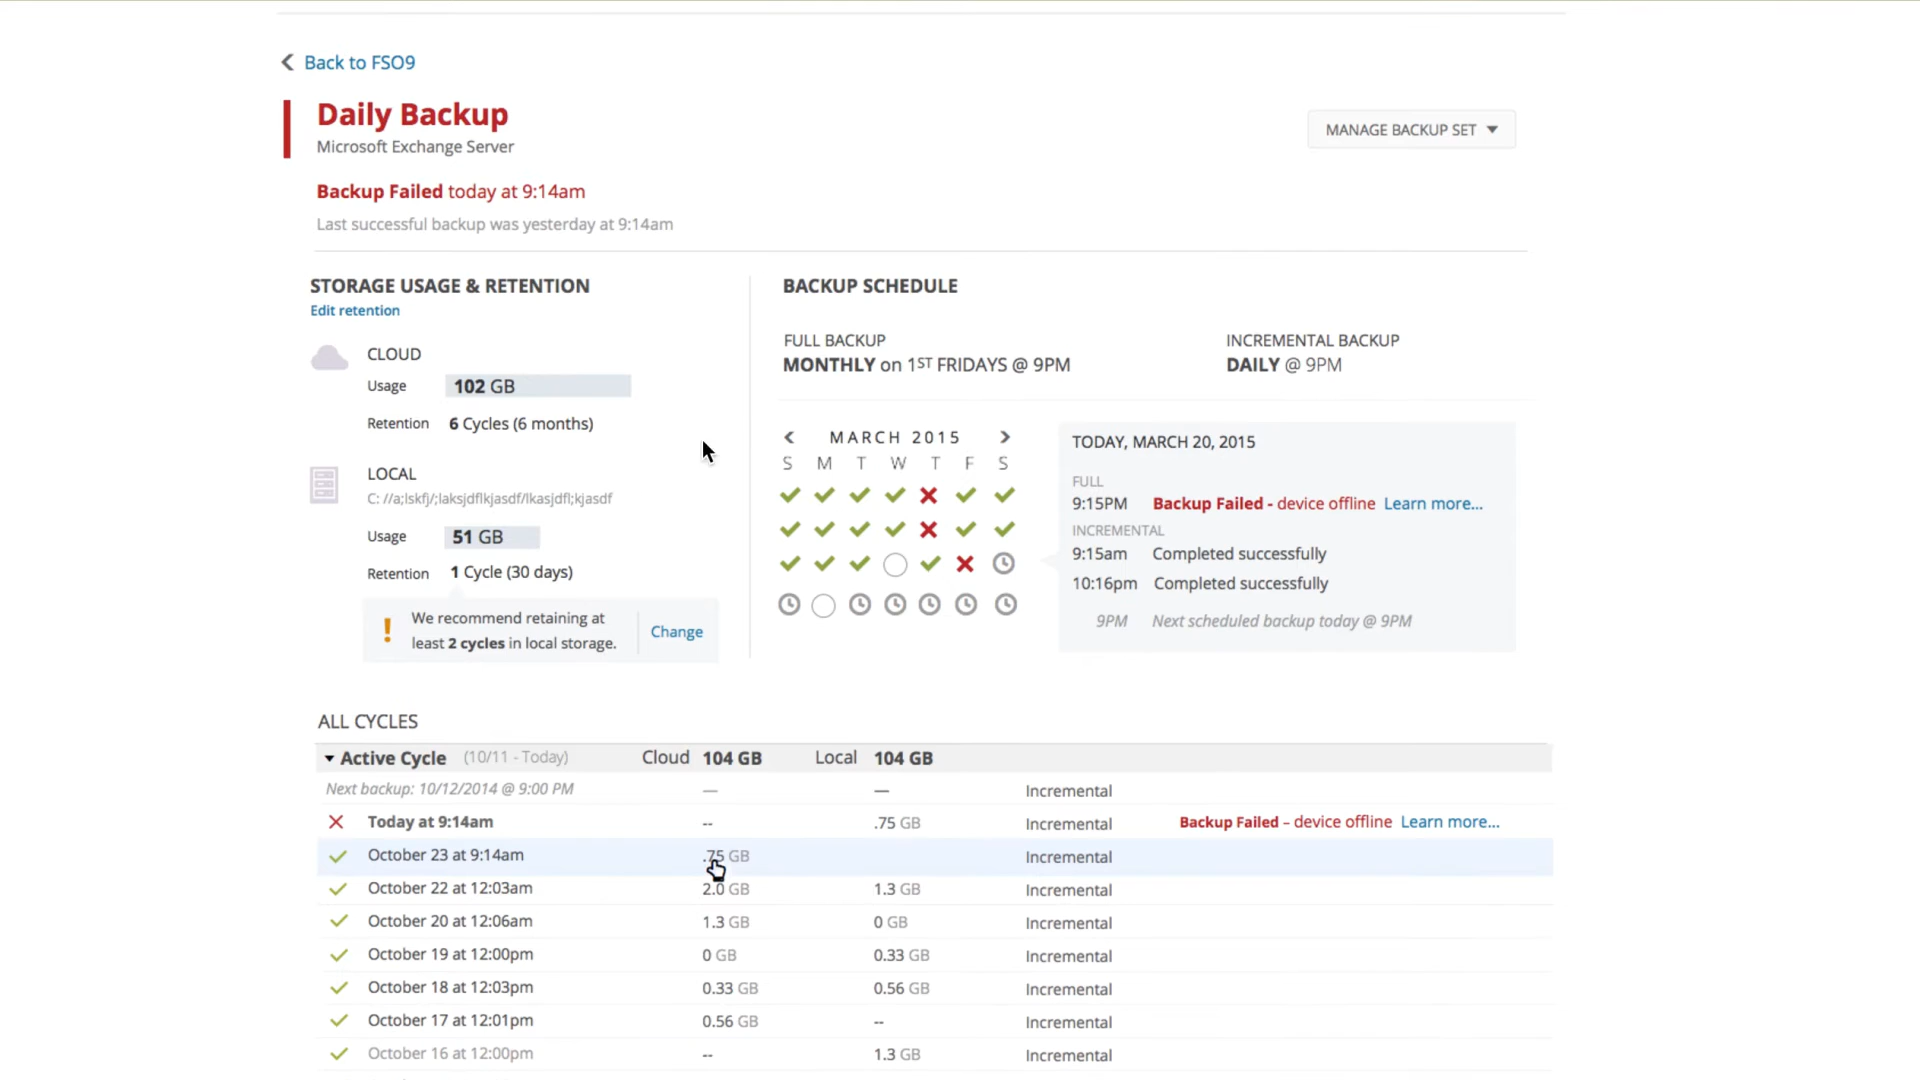 Back to FSO9
Daily Backup
Microsoft Exchange Server
MANAGE BACKUP SET
Backup Failed today at 9:14am
Last successful backup was yesterday at 9:14am
STORAGE USAGE & RETENTION
Edit retention
CLOUD
Usage 102 GB
Retention 6 Cycles (6 months)
LOCAL
C: //a;lskfj/;laksjdflkjasdf/lkasjdfl;kjasdf
Usage 51 GB
Retention 1 Cycle (30 days)
! We recommend retaining at
least 2 cycles in local storage.
Change
BACKUP SCHEDULE
FULL BACKUP
MONTHLY on 1ST FRIDAYS @ 9PM
INCREMENTAL BACKUP
DAILY @ 9PM
MARCH 2015
S M T W T F S
TODAY, MARCH 20, 2015
FULL
9:15PM Backup Failed - device offline Learn more...
INCREMENTAL
9:15am Completed successfully
10:16pm Completed successfully
9PM Next scheduled backup today @ 9PM
ALL CYCLES
Active Cycle (10/11 - Today) Cloud 104 GB Local 104 GB
Next backup: 10/12/2014 @ 9:00 PM — — Incremental
Today at 9:14am -- .75 GB Incremental Backup Failed – device offline Learn more...
October 23 at 9:14am .75 GB Incremental
October 22 at 12:03am 2.0 GB 1.3 GB Incremental
October 20 at 12:06am 1.3 GB 0 GB Incremental
October 19 at 12:00pm 0 GB 0.33 GB Incremental
October 18 at 12:03pm 0.33 GB 0.56 GB Incremental
October 17 at 12:01pm 0.56 GB -- Incremental
October 16 at 12:00pm -- 1.3 GB Incremental